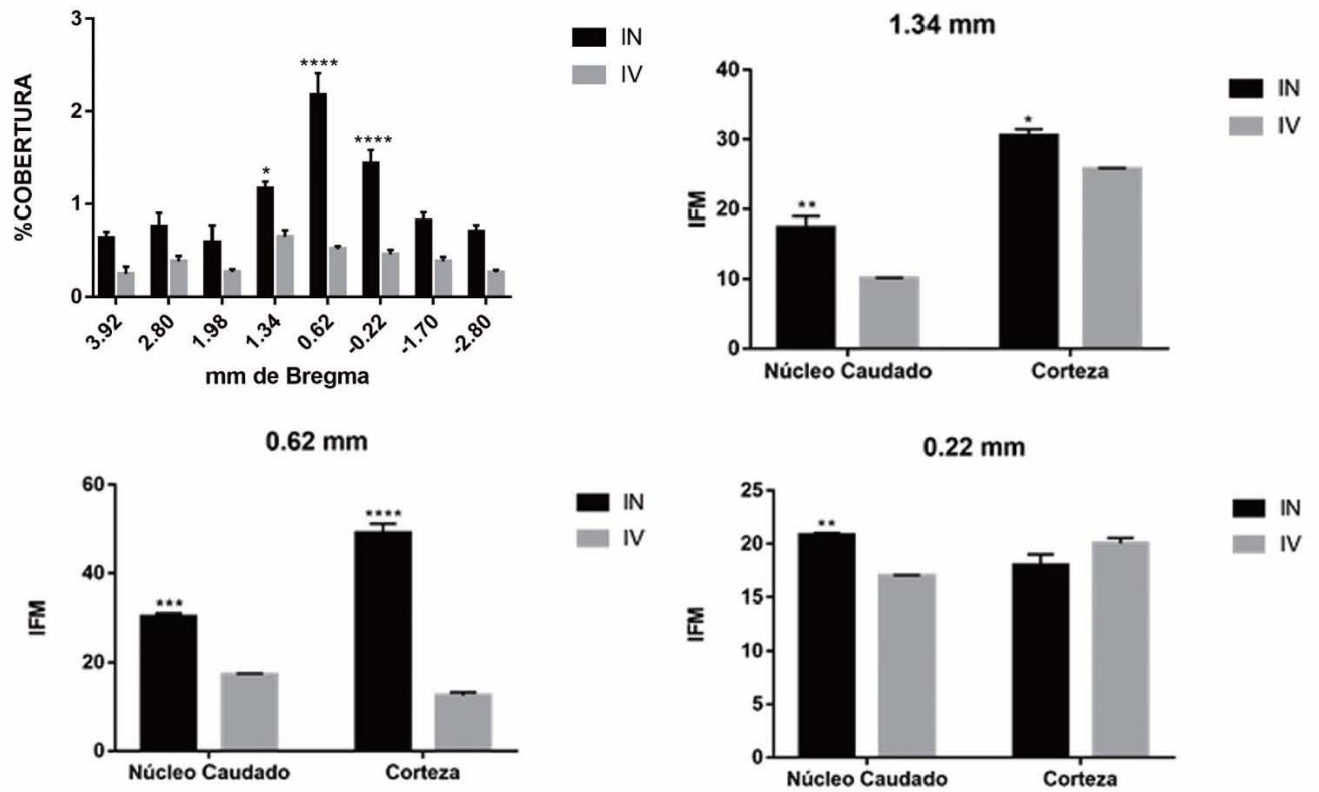 3
2
1
0
%COBERTURA
****
****
*
3.92 2.80 1.98 1.34 0.62 -0.22 -1.70 -2.80
mm de Bregma
IN
IV
1.34 mm
40
30
20
10
0
IFM
**
*
Núcleo Caudado Corteza
IN
IV
0.62 mm
60
40
20
0
IFM
***
****
Núcleo Caudado Corteza
IN
IV
0.22 mm
25
20
15
10
5
0
IFM
**
Núcleo Caudado Corteza
IN
IV